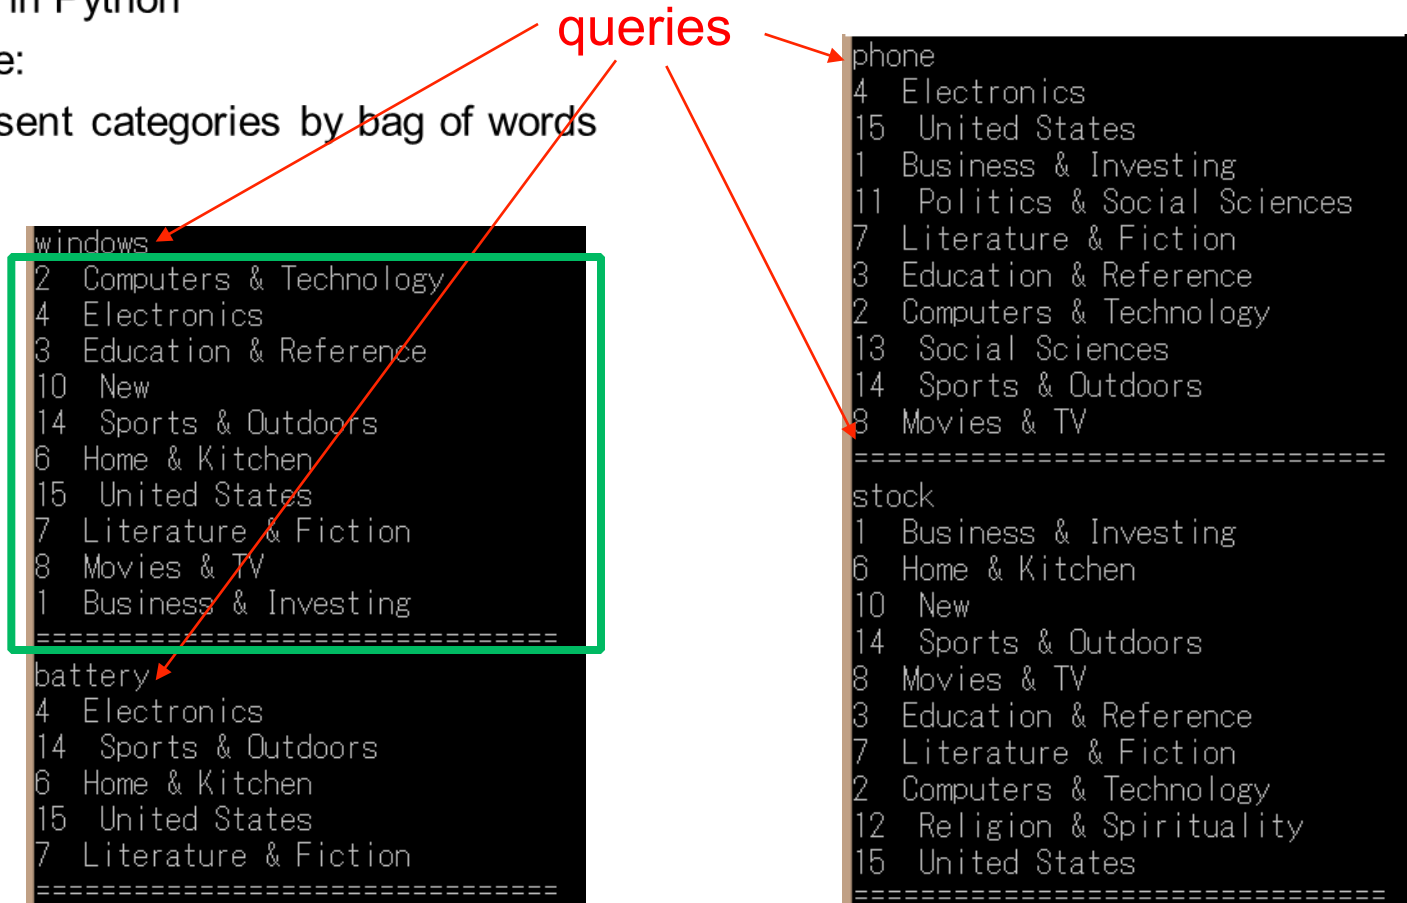 in Python
e:
sent categories by bag of words
queries
windows
2 Computers & Technology
4 Electronics
3 Education & Reference
10 New
14 Sports & Outdoors
6 Home & Kitchen
15 United States
7 Literature & Fiction
8 Movies & TV
1 Business & Investing
================================
battery
4 Electronics
14 Sports & Outdoors
6 Home & Kitchen
15 United States
7 Literature & Fiction
================================
phone
4 Electronics
15 United States
1 Business & Investing
11 Politics & Social Sciences
7 Literature & Fiction
3 Education & Reference
2 Computers & Technology
13 Social Sciences
14 Sports & Outdoors
8 Movies & TV
================================
stock
1 Business & Investing
6 Home & Kitchen
10 New
14 Sports & Outdoors
8 Movies & TV
3 Education & Reference
7 Literature & Fiction
2 Computers & Technology
12 Religion & Spirituality
15 United States
================================